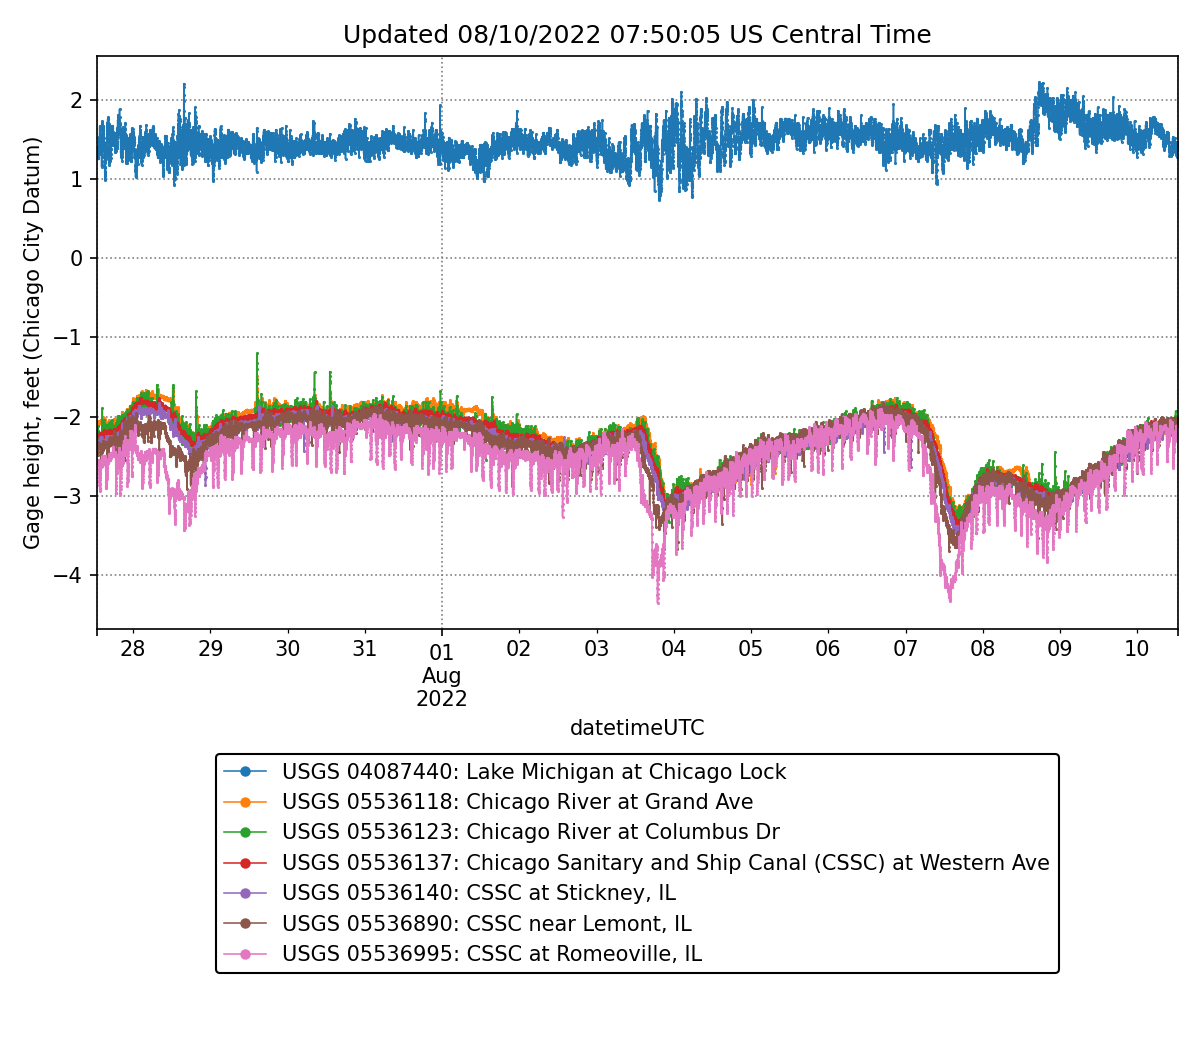 Updated 08/10/2022 07:50:05 US Central Time
Gage height, feet (Chicago City Datum)
2
1
0
−1
−2
−3
−4
28 29 30 31 01 02 03 04 05 06 07 08 09 10
Aug
2022
datetimeUTC
USGS 04087440: Lake Michigan at Chicago Lock
USGS 05536118: Chicago River at Grand Ave
USGS 05536123: Chicago River at Columbus Dr
USGS 05536137: Chicago Sanitary and Ship Canal (CSSC) at Western Ave
USGS 05536140: CSSC at Stickney, IL
USGS 05536890: CSSC near Lemont, IL
USGS 05536995: CSSC at Romeoville, IL